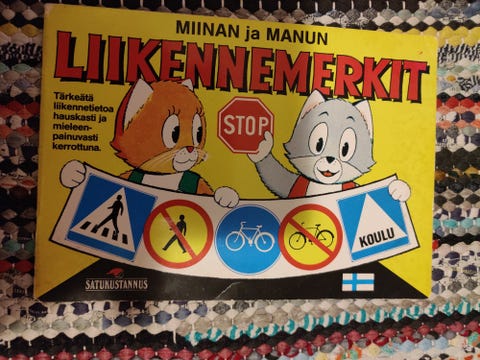 MIINAN ja MANUN
LIIKENNEMERKIT
Tärkeätä
liikennetietoa
hauskasti ja
mieleen-
painuvasti
kerrottuna.
STOP
KOULU
SATUKUSTANNUS